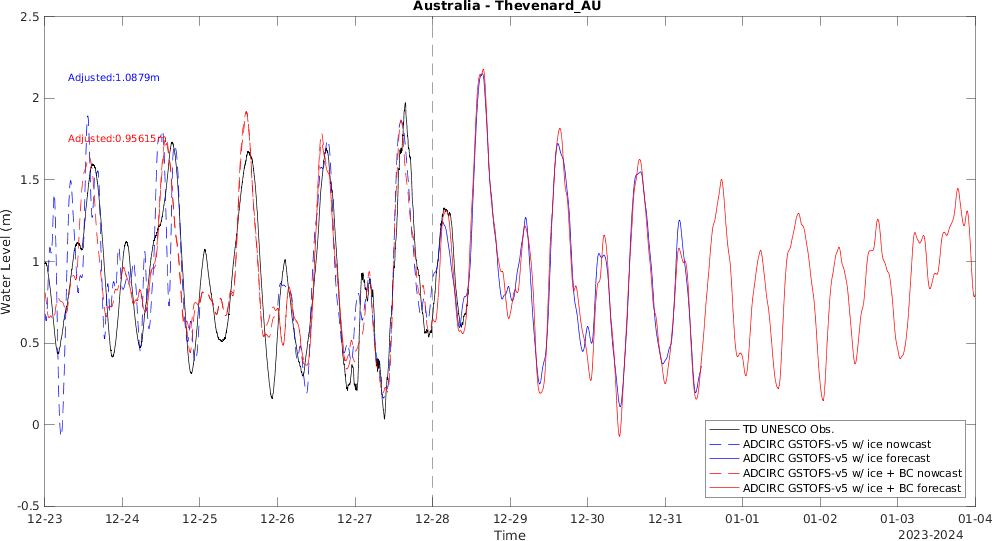 Australia - Thevenard_AU
2.5
2
1.5
1
0.5
0
-0.5
Water Level (m)
Adjusted:1.0879m
Adjusted:0.95615m
TD UNESCO Obs.
ADCIRC GSTOFS-v5 w/ ice nowcast
ADCIRC GSTOFS-v5 w/ ice forecast
ADCIRC GSTOFS-v5 w/ ice + BC nowcast
ADCIRC GSTOFS-v5 w/ ice + BC forecast
12-23 12-24 12-25 12-26 12-27 12-28 12-29 12-30 12-31 01-01 01-02 01-03 01-04
Time
2023-2024